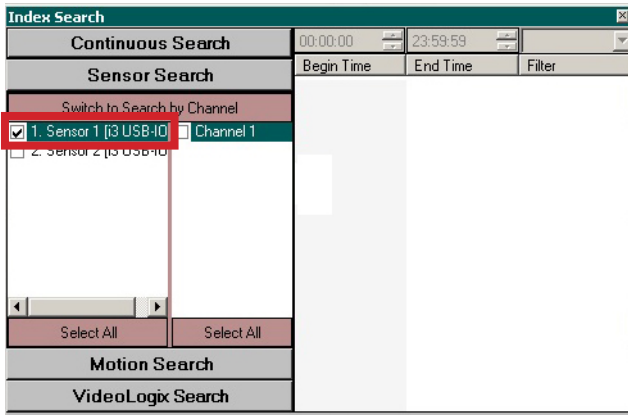 Index Search
Continuous Search
00:00:00 23:59:59
Sensor Search
Begin Time End Time Filter
Switch to Search by Channel
1. Sensor 1 [i3 USB-IO Channel 1
2. Sensor 2 [i3 USB-IO
Select All Select All
Motion Search
VideoLogix Search